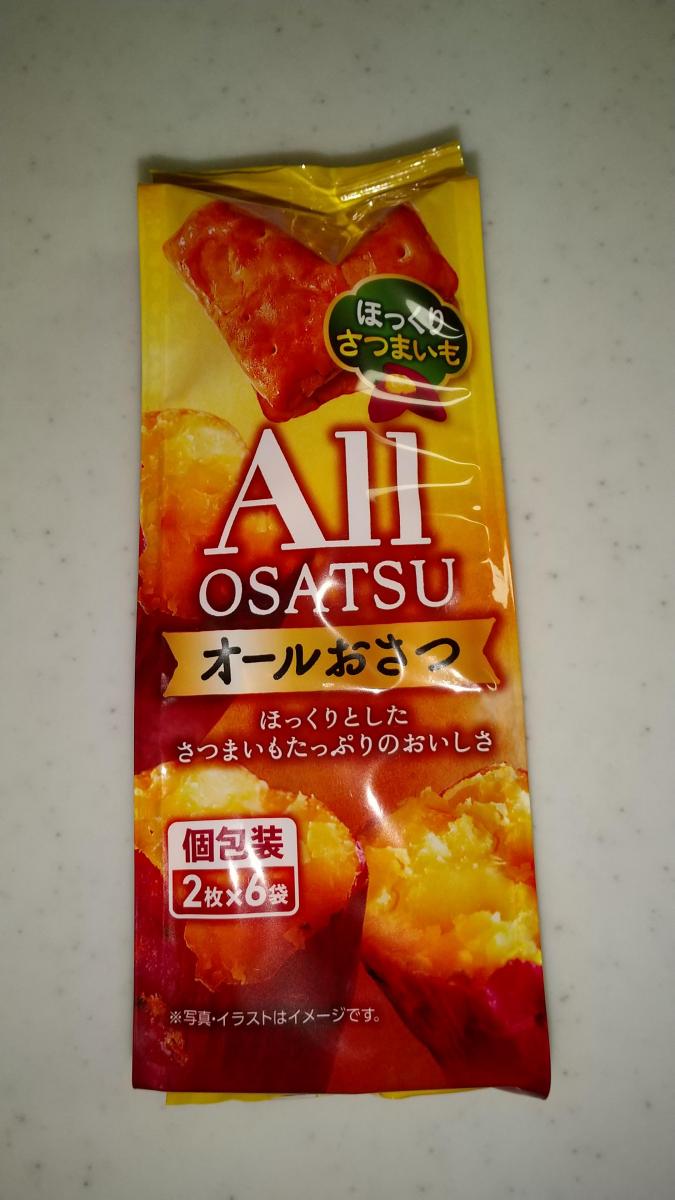 ほっくり
さつまいも
All
OSATSU
オールおさつ
ほっくりとした
さつまいもたっぷりのおいしさ
個包装
2枚×6袋
※写真・イラストはイメージです。